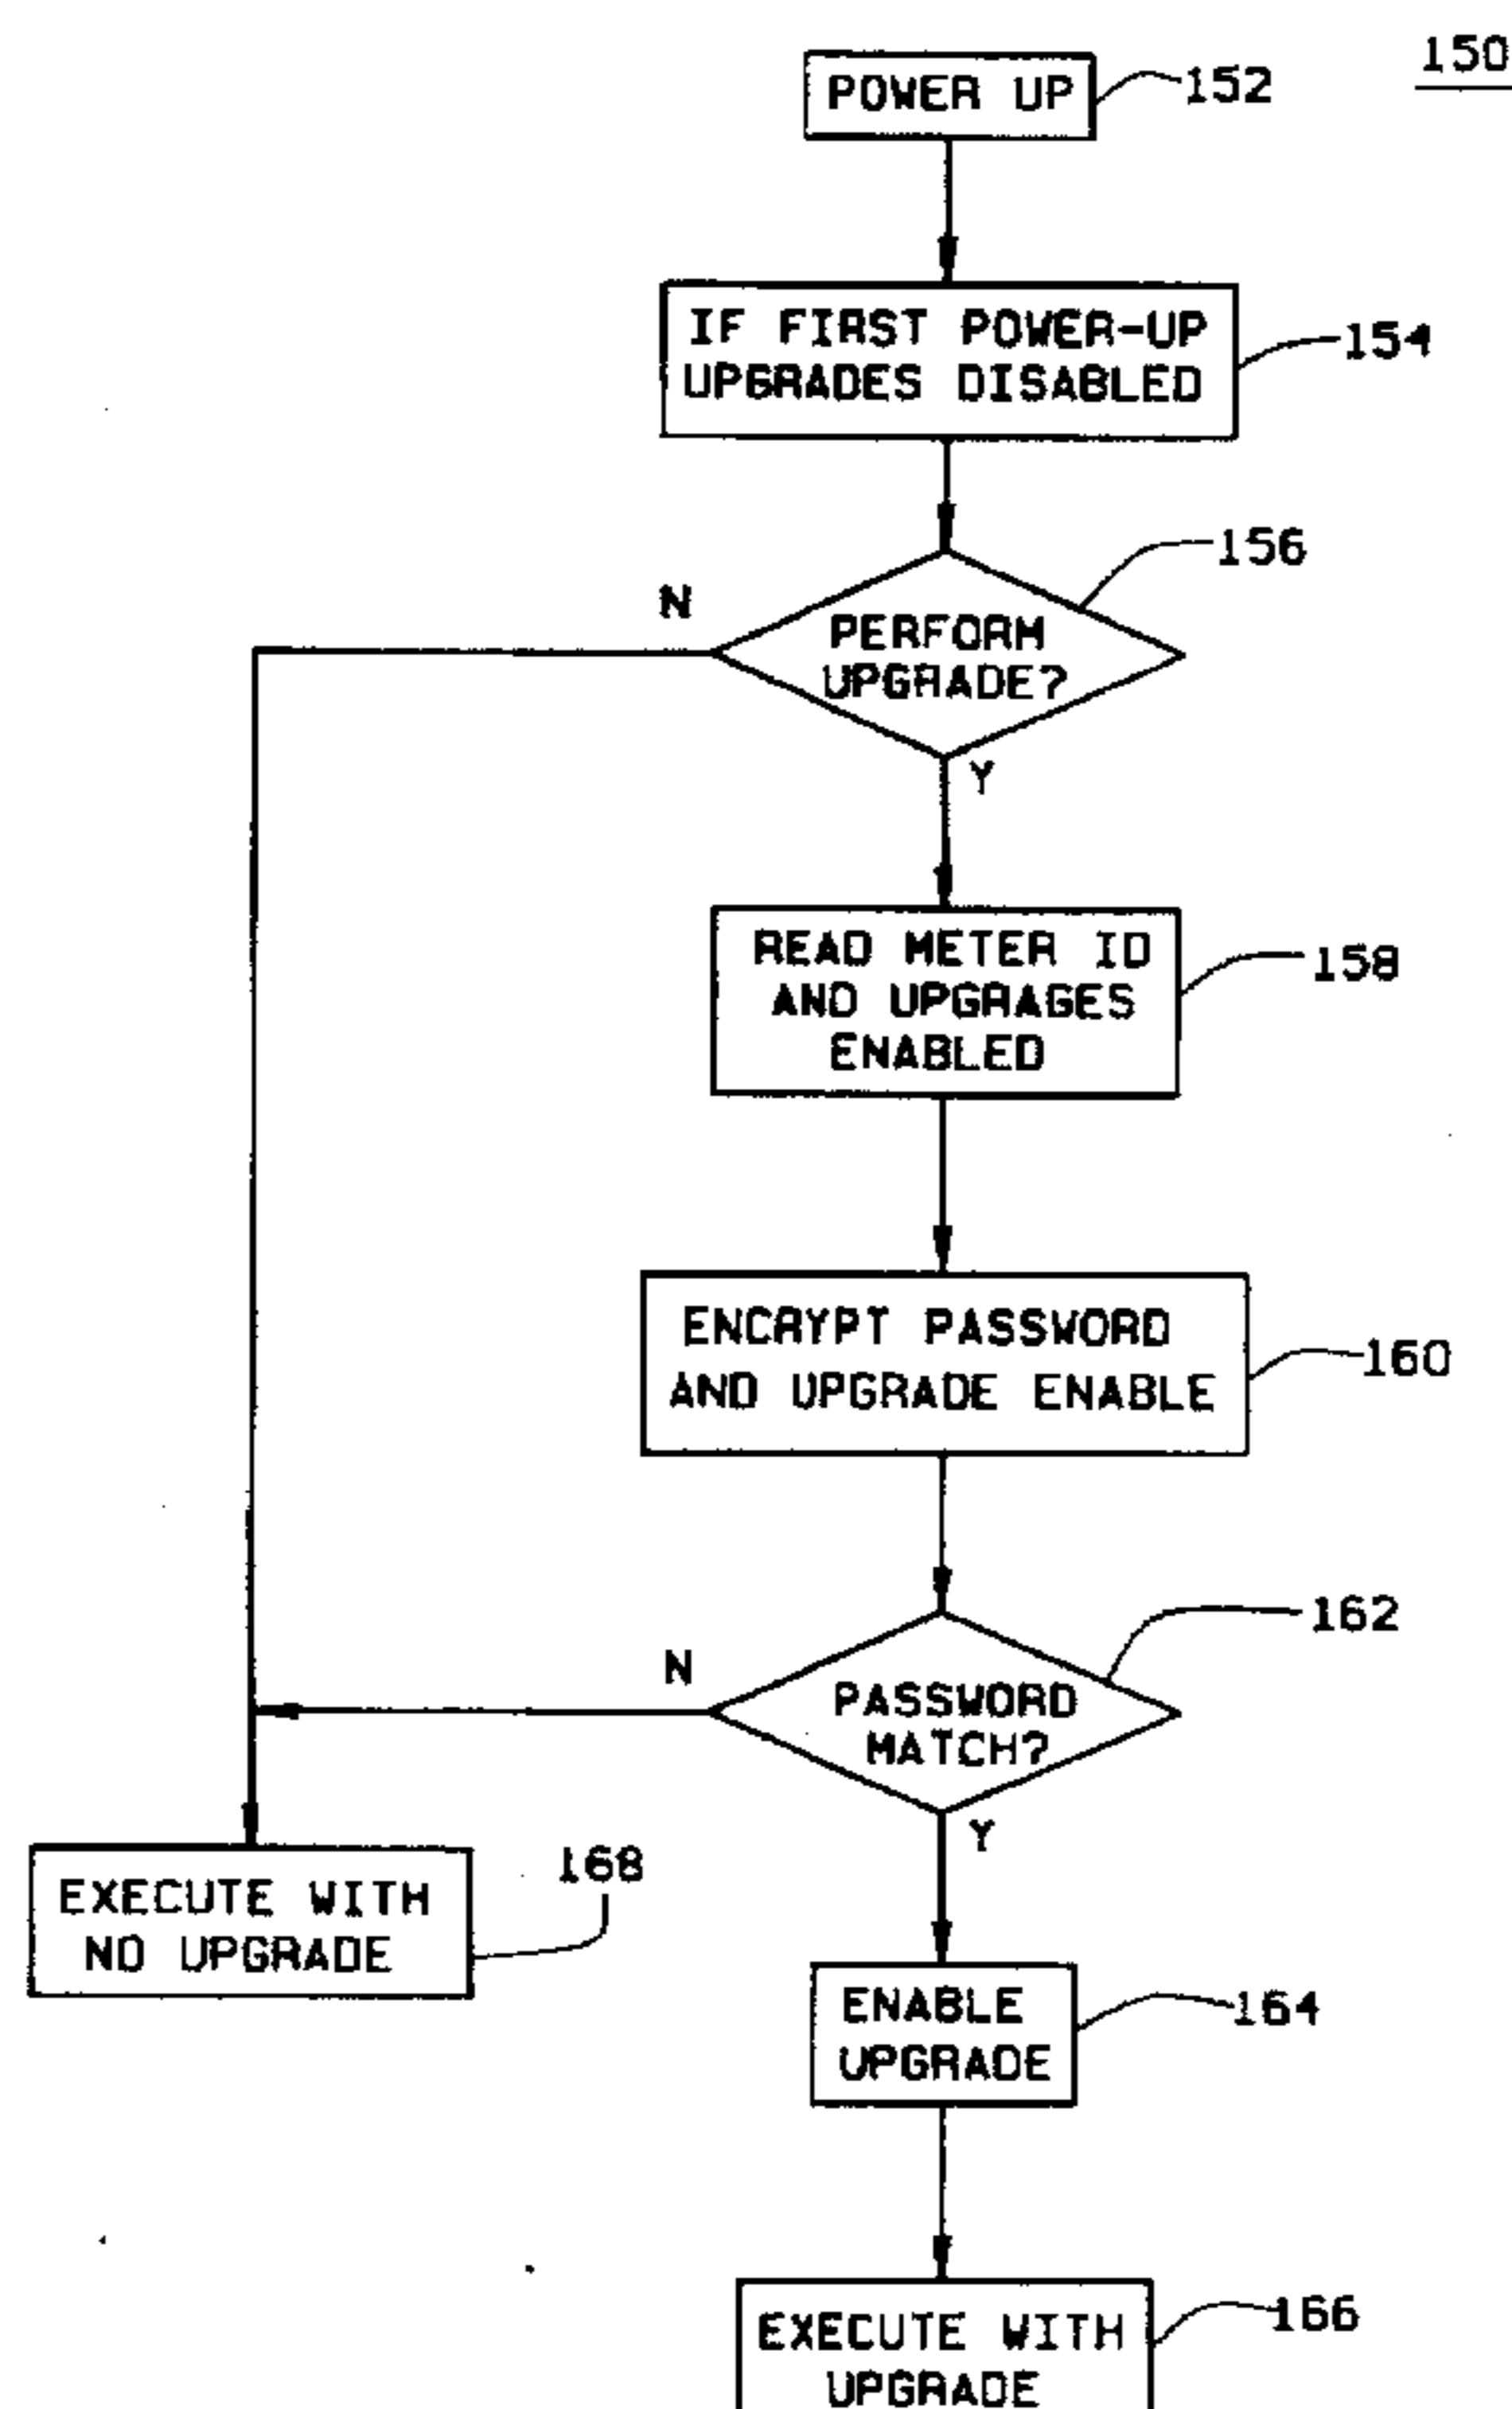 150
POWER UP
152
IF FIRST POWER-UP
UPGRADES DISABLED
154
156
N
PERFORM
UPGRADE?
Y
READ METER ID
AND UPGRAGES
ENABLED
158
ENCRYPT PASSWORD
AND UPGRADE ENABLE
160
162
N
PASSWORD
MATCH?
Y
168
EXECUTE WITH
NO UPGRADE
ENABLE
UPGRADE
164
EXECUTE WITH
UPGRADE
166